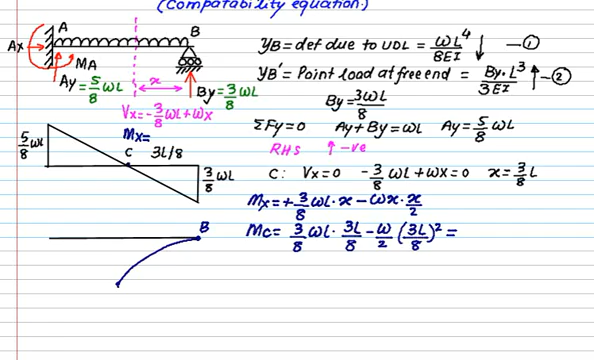 (Compatability equation.)
A B
Ax MA x
Ay = 5/8 ωL By = 3/8 ωL
Vx = -3/8 ωL + ωx
Mx =
C 3L/8
5/8 ωL
3/8 ωL
B
YB = def due to UDL = ωL⁴/8EI ↓ —①
YB' = Point load at free end = By·L³/3EI ↑ —②
By = 3ωL/8
ΣFy = 0 Ay + By = ωL Ay = 5/8 ωL
RHS ↑ -ve
C: Vx = 0 -3/8 ωL + ωx = 0 x = 3/8 L
Mx = +3/8 ωL·x - ωx·x/2
Mc = 3/8 ωL·3L/8 - ω/2 (3L/8)² =